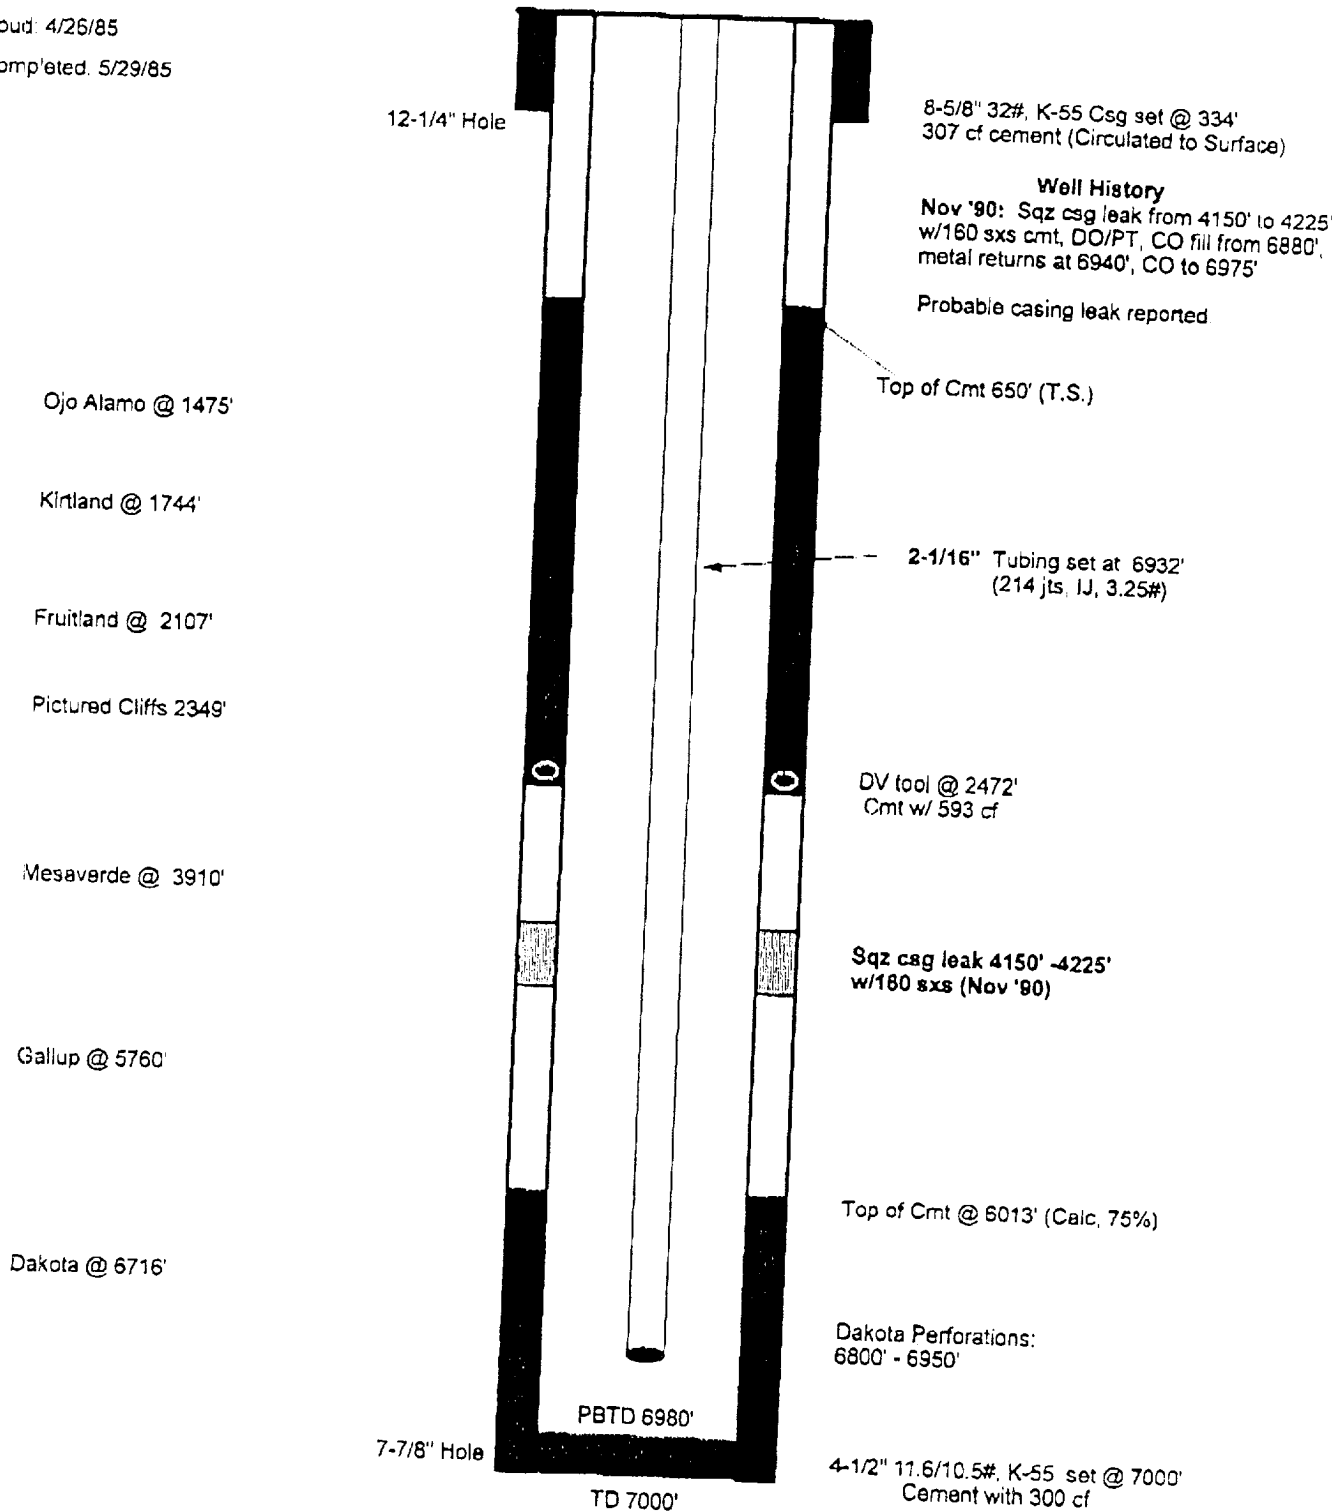 oud: 4/26/85
omp'eted. 5/29/85
12-1/4" Hole
8-5/8" 32#, K-55 Csg set @ 334'
307 cf cement (Circulated to Surface)
Well History
Nov '90: Sqz csg leak from 4150' to 4225'
w/160 sxs cmt, DO/PT, CO fill from 6880',
metal returns at 6940', CO to 6975'
Probable casing leak reported
Top of Cmt 650' (T.S.)
Ojo Alamo @ 1475'
Kirtland @ 1744'
2-1/16" Tubing set at 6932'
(214 jts, IJ, 3.25#)
Fruitland @ 2107'
Pictured Cliffs 2349'
DV tool @ 2472'
Cmt w/ 593 cf
Mesaverde @ 3910'
Sqz csg leak 4150' -4225'
w/160 sxs (Nov '90)
Gallup @ 5760'
Top of Cmt @ 6013' (Calc, 75%)
Dakota @ 6716'
Dakota Perforations:
6800' - 6950'
PBTD 6980'
7-7/8" Hole
4-1/2" 11.6/10.5#, K-55 set @ 7000'
Cement with 300 cf
TD 7000'